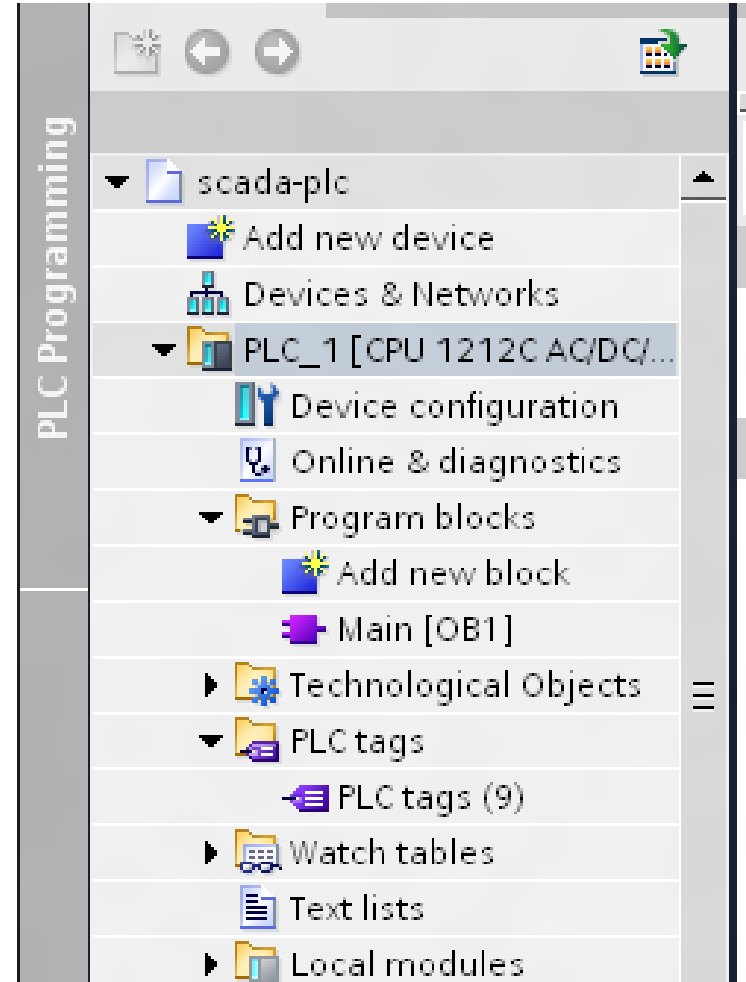 PLC Programming
scada-plc
Add new device
Devices & Networks
PLC_1 [CPU 1212C AC/DC/...
Device configuration
Online & diagnostics
Program blocks
Add new block
Main [OB1]
Technological Objects
PLC tags
PLC tags (9)
Watch tables
Text lists
Local modules